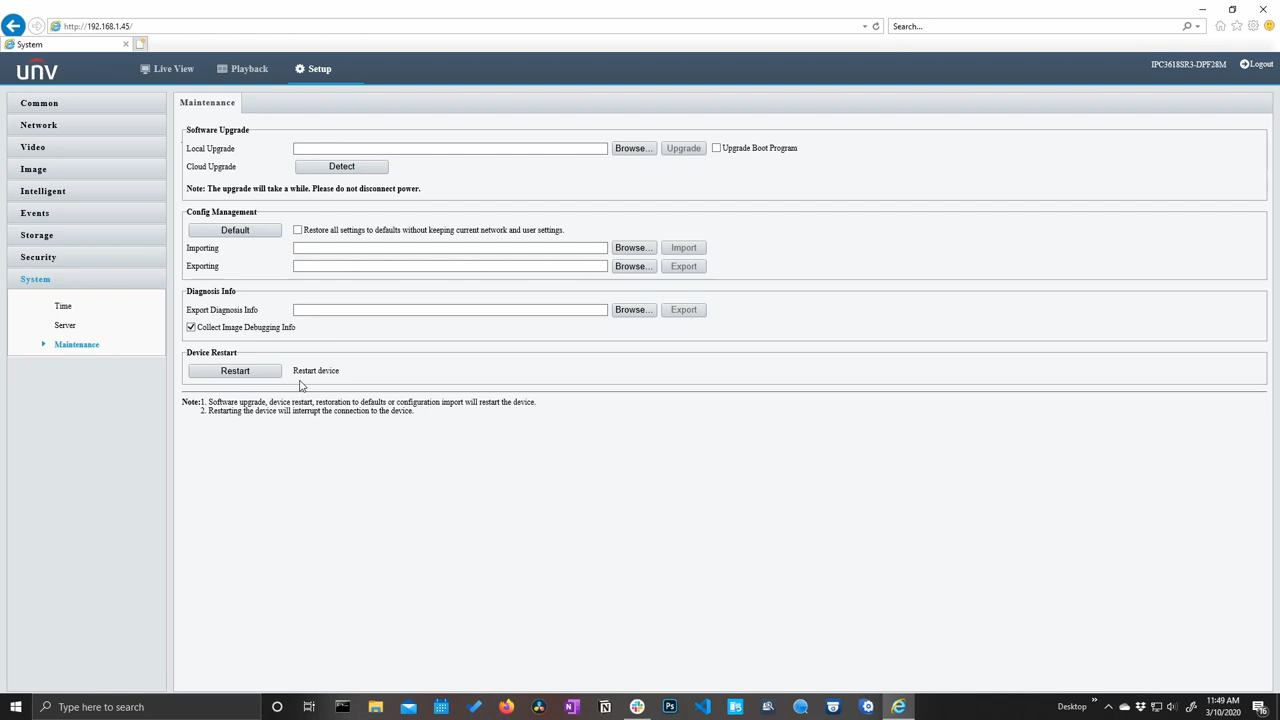 http://192.168.1.45/
Search...
System
unv
Live View
Playback
Setup
IPC3618SR3-DPF28M
Logout
Common
Network
Video
Image
Intelligent
Events
Storage
Security
System
Time
Server
Maintenance
Maintenance
Software Upgrade
Local Upgrade Browse... Upgrade Upgrade Boot Program
Cloud Upgrade Detect
Note: The upgrade will take a while. Please do not disconnect power.
Config Management
Default Restore all settings to defaults without keeping current network and user settings.
Importing Browse... Import
Exporting Browse... Export
Diagnosis Info
Export Diagnosis Info Browse... Export
Collect Image Debugging Info
Device Restart
Restart Restart device
Note:1. Software upgrade, device restart, restoration to defaults or configuration import will restart the device.
2. Restarting the device will interrupt the connection to the device.
Type here to search
Desktop
11:49 AM
3/10/2020
16